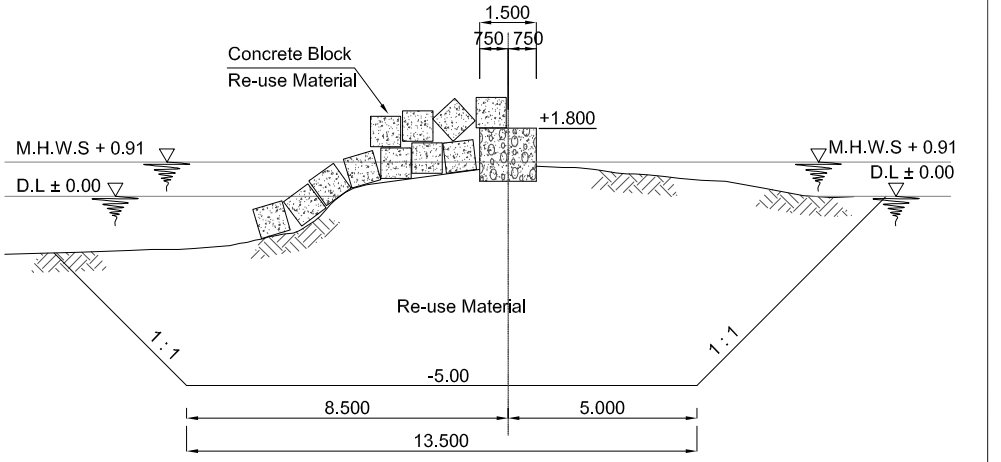 1.500
750 750
Concrete Block
Re-use Material
+1.800
M.H.W.S + 0.91
M.H.W.S + 0.91
D.L ± 0.00
D.L ± 0.00
Re-use Material
1 : 1
1 : 1
-5.00
8.500
5.000
13.500